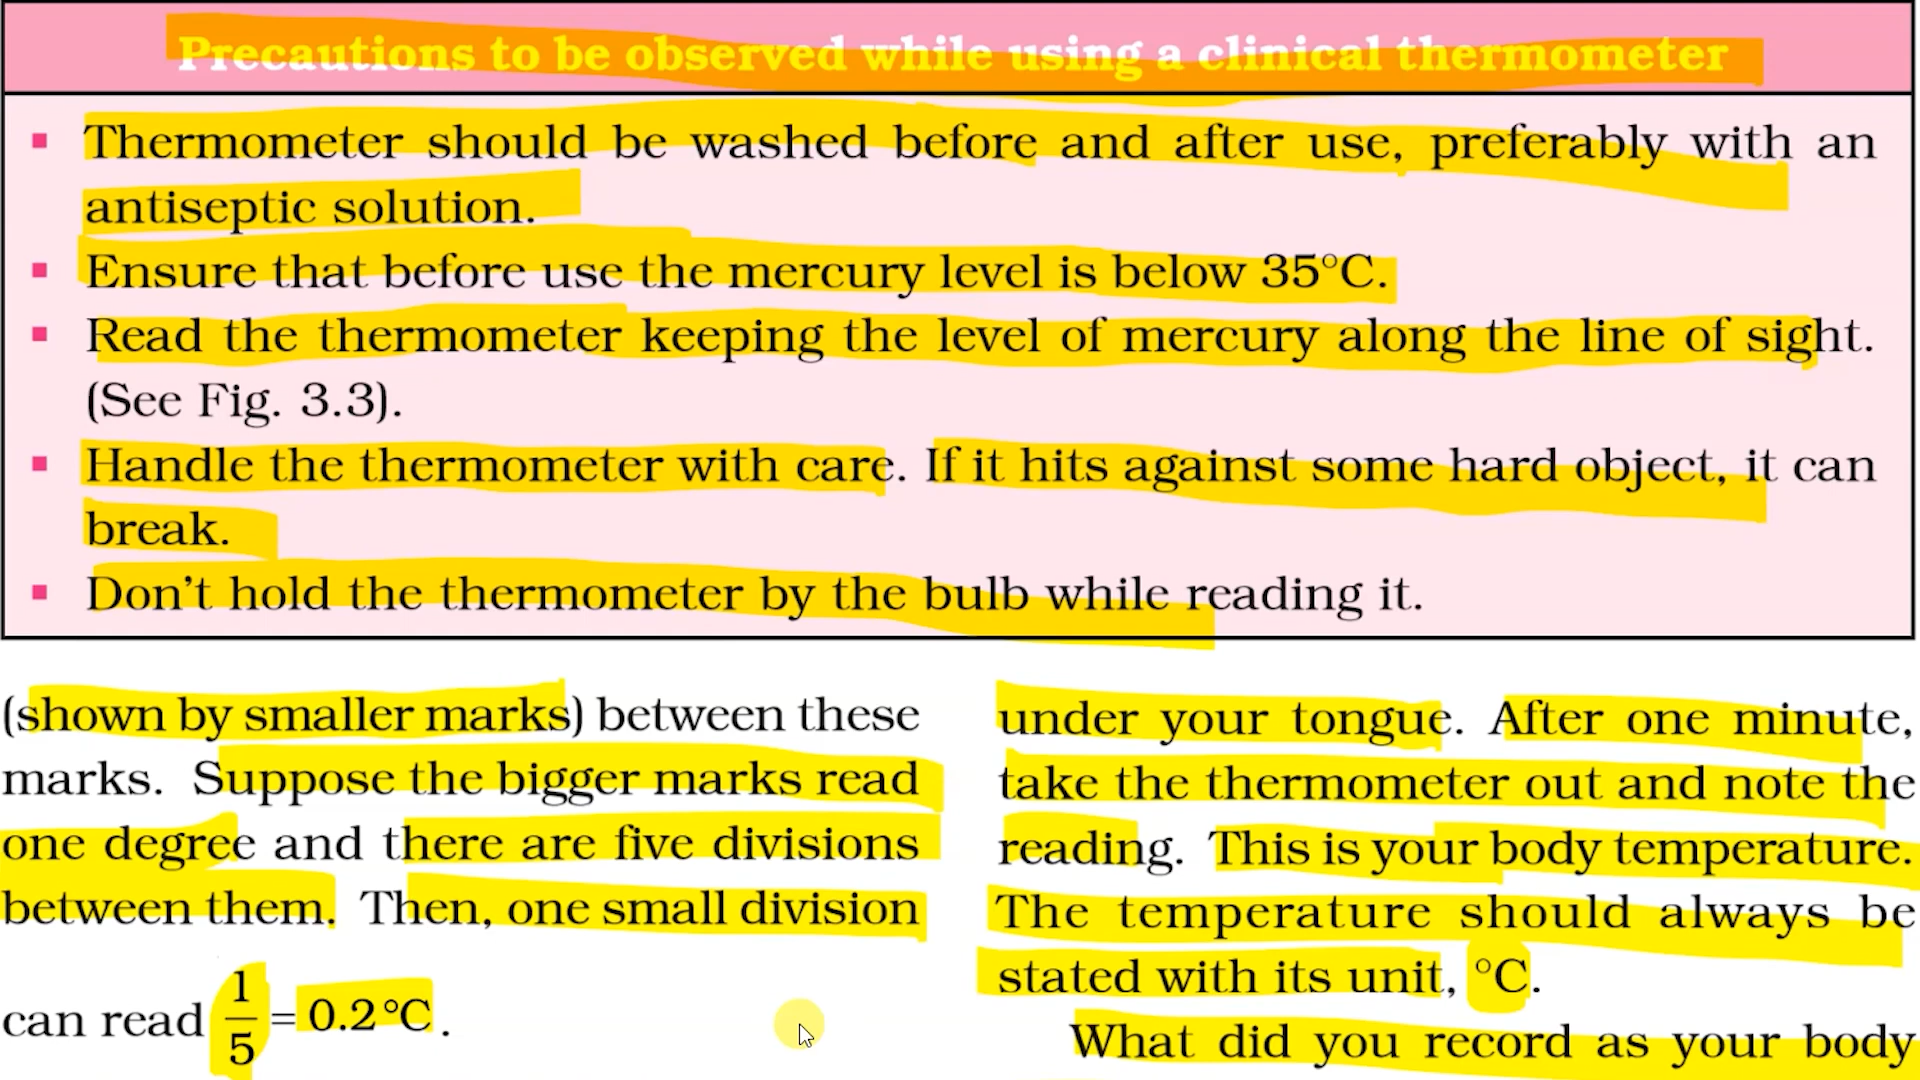 Precautions to be observed while using a clinical thermometer
▪ Thermometer should be washed before and after use, preferably with an
antiseptic solution.
▪ Ensure that before use the mercury level is below 35°C.
▪ Read the thermometer keeping the level of mercury along the line of sight.
(See Fig. 3.3).
▪ Handle the thermometer with care. If it hits against some hard object, it can
break.
▪ Don't hold the thermometer by the bulb while reading it.
(shown by smaller marks) between these
marks. Suppose the bigger marks read
one degree and there are five divisions
between them. Then, one small division
can read 1/5 = 0.2 °C .
under your tongue. After one minute,
take the thermometer out and note the
reading. This is your body temperature.
The temperature should always be
stated with its unit, °C.
What did you record as your body